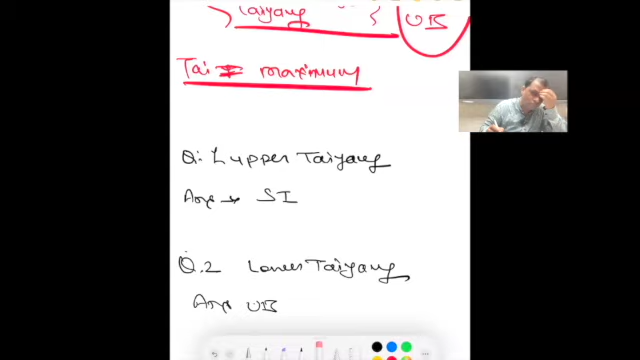 Taiyang UB
Tai → maximum
Q:1 upper Taiyang
Ans → SI
Q.2 Lower Taiyang
Ans UB